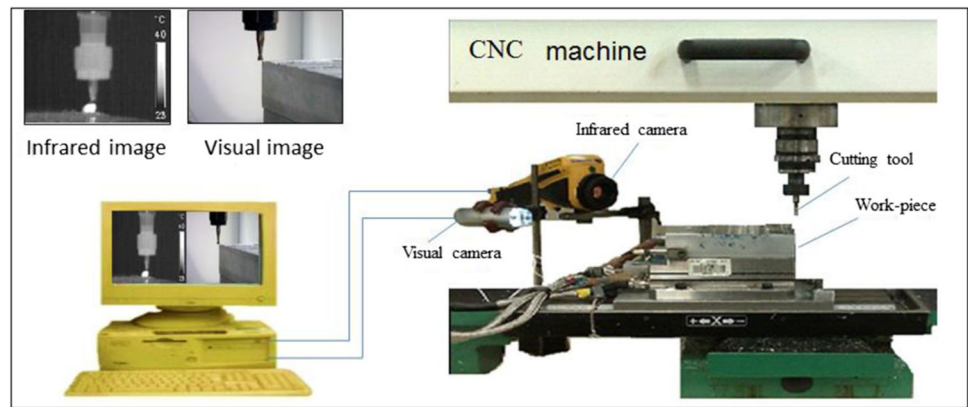 °C
40
23
Infrared image
Visual image
CNC machine
Infrared camera
Cutting tool
Work-piece
Visual camera
+⬅X➡−